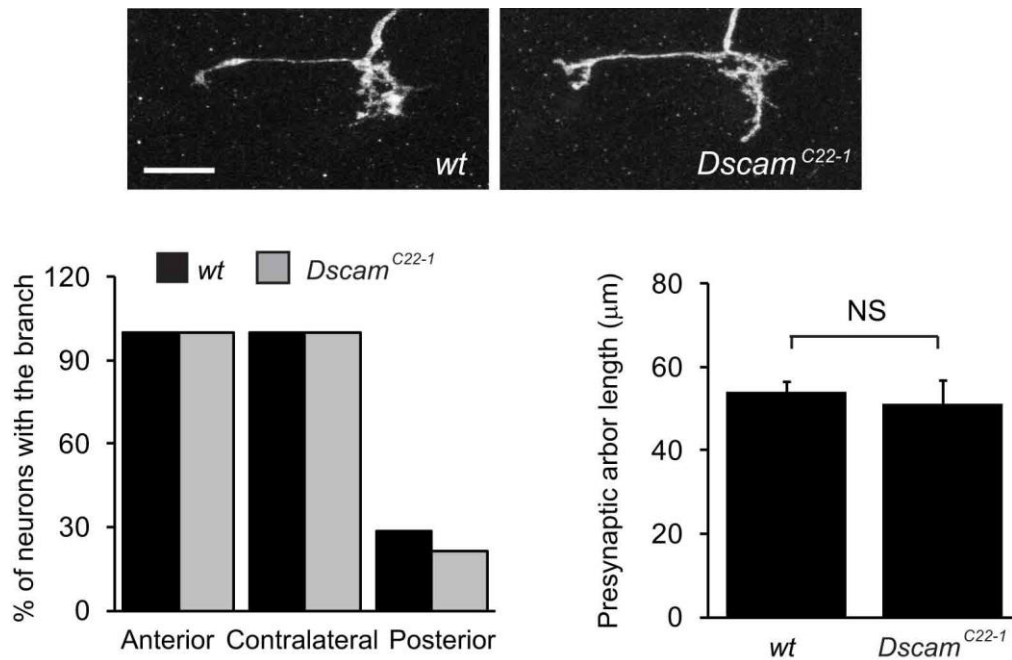 wt
Dscam C22-1
wt
Dscam C22-1
% of neurons with the branch
120
90
60
30
0
Anterior Contralateral Posterior
Presynaptic arbor length (μm)
80
60
40
20
0
NS
wt
Dscam C22-1